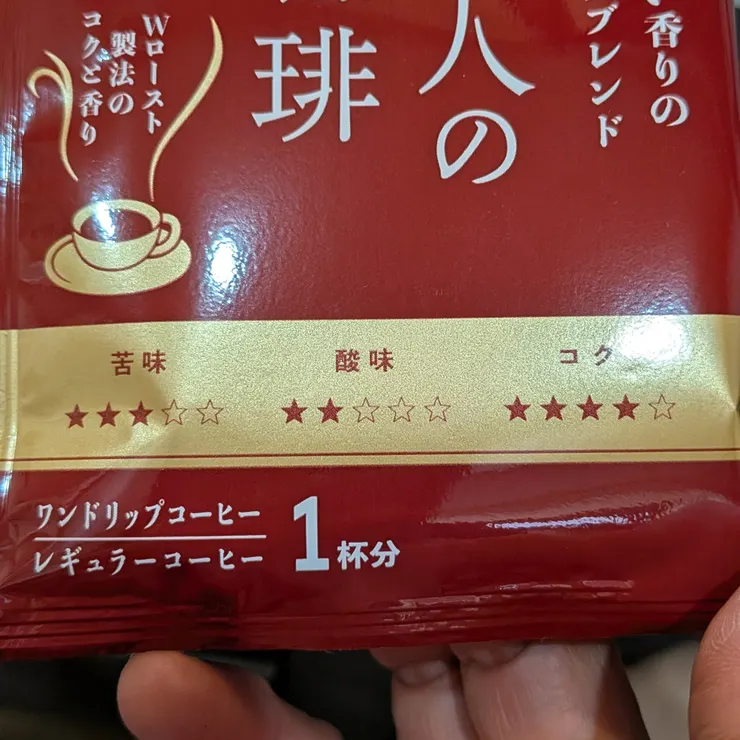 香りの
ブレンド
人の
琲
Wロースト
製法の
コクと香り
苦味 酸味 コク
★★★☆☆ ★★☆☆☆ ★★★★☆
ワンドリップコーヒー
レギュラーコーヒー
1杯分